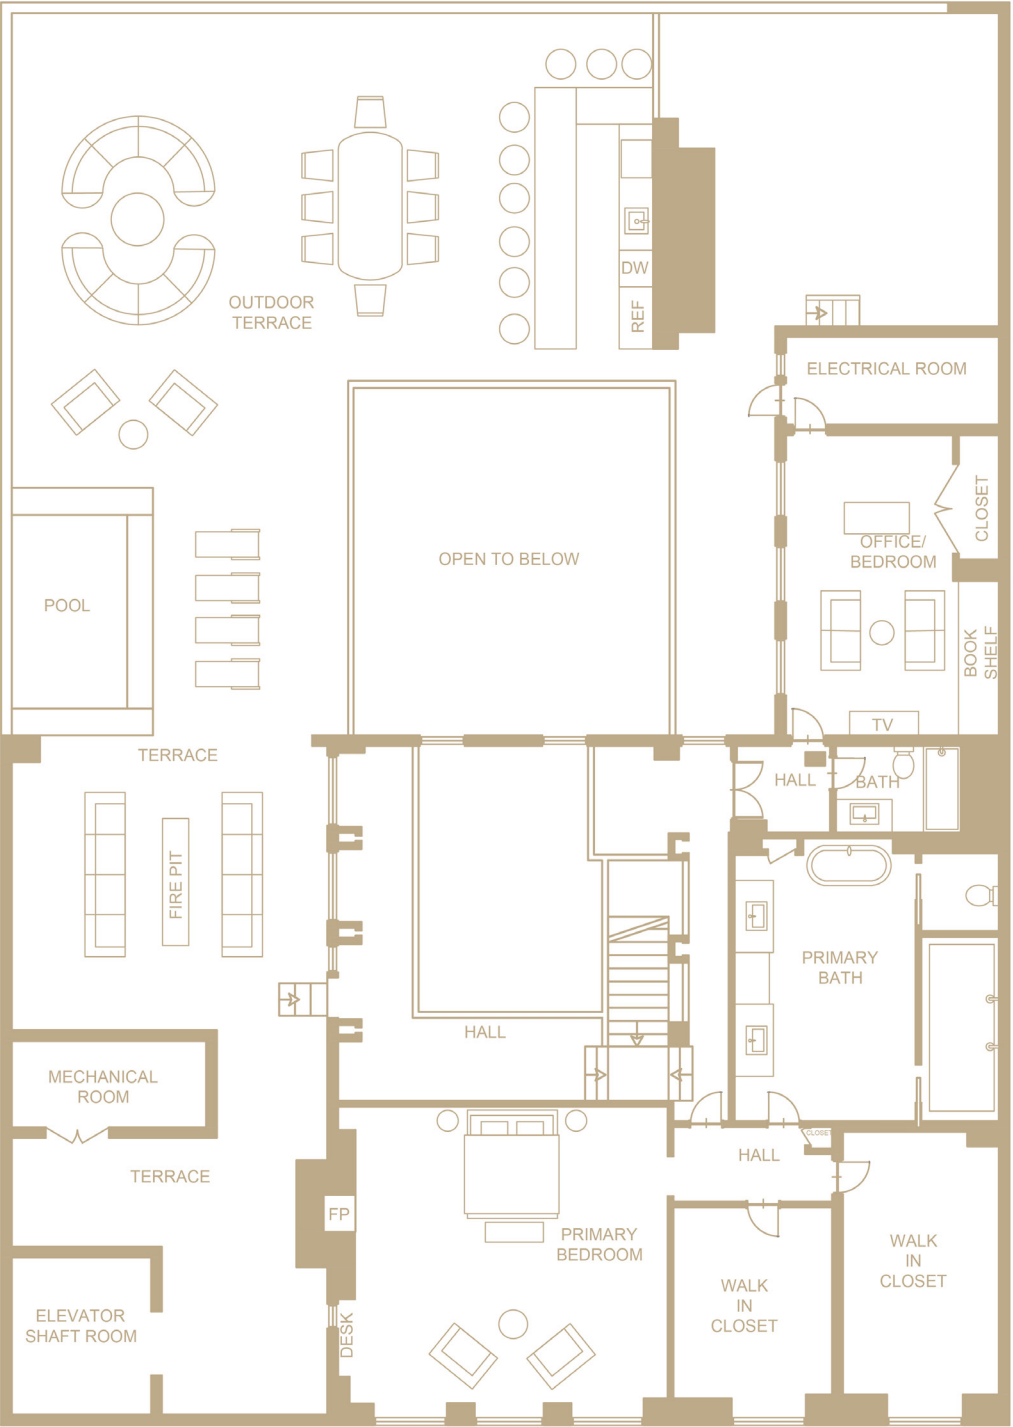 DW
REF
OUTDOOR
TERRACE
ELECTRICAL ROOM
CLOSET
OFFICE/
BEDROOM
OPEN TO BELOW
POOL
BOOK
SHELF
TV
TERRACE
HALL
BATH
FIRE PIT
PRIMARY
BATH
HALL
MECHANICAL
ROOM
CLOSET
HALL
TERRACE
FP
PRIMARY
BEDROOM
WALK
IN
CLOSET
WALK
IN
CLOSET
ELEVATOR
SHAFT ROOM
DESK